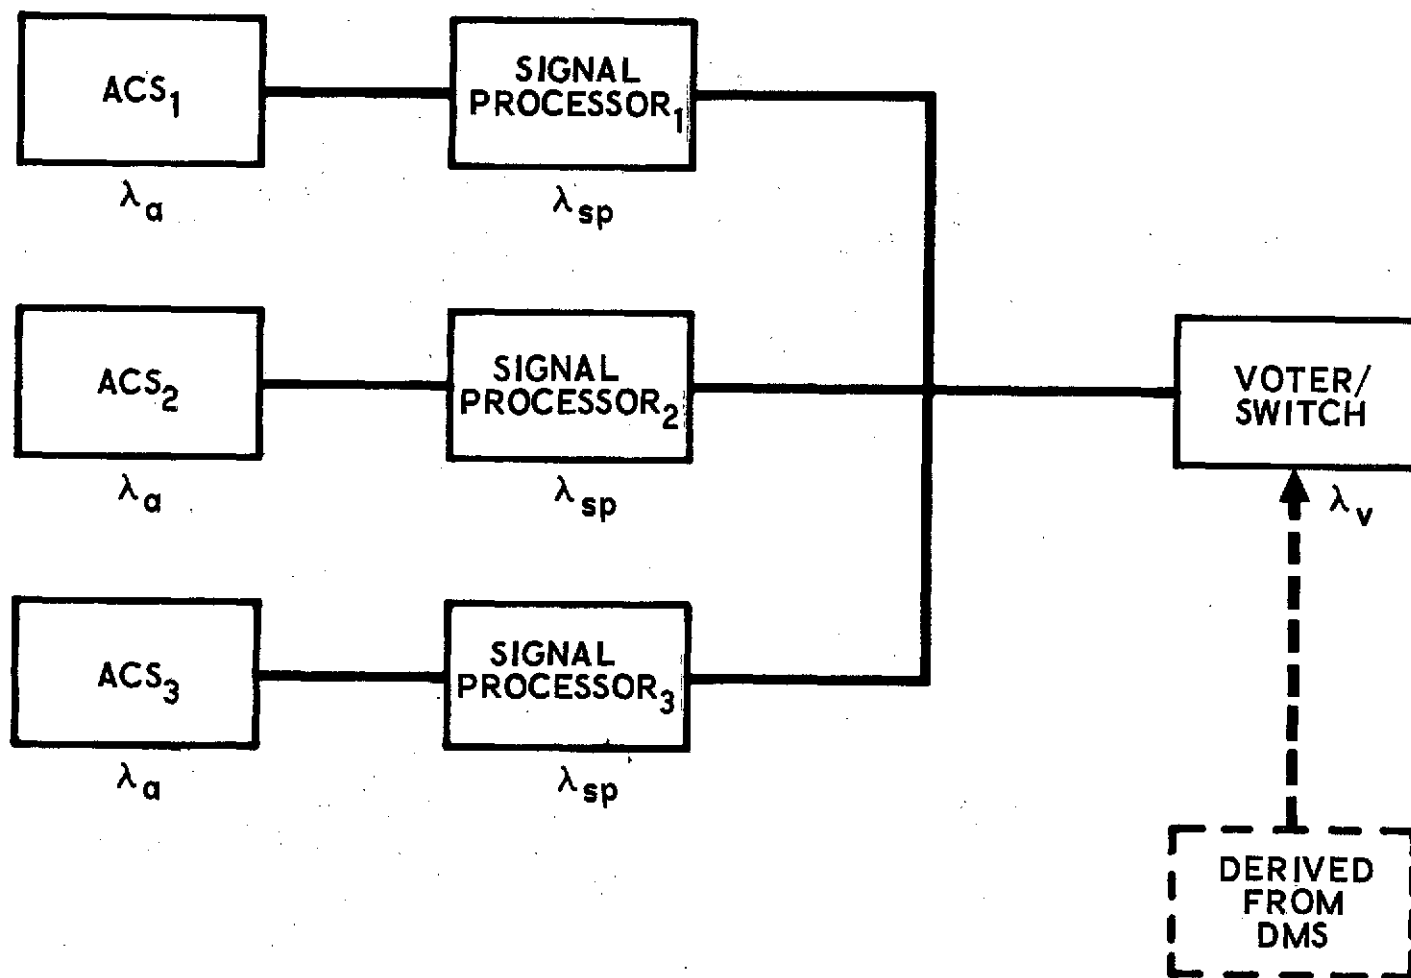 ACS₁
SIGNAL
PROCESSOR₁
λₐ
λsp
ACS₂
SIGNAL
PROCESSOR₂
VOTER/
SWITCH
λₐ
λsp
λᵥ
ACS₃
SIGNAL
PROCESSOR₃
λₐ
λsp
DERIVED
FROM
DMS